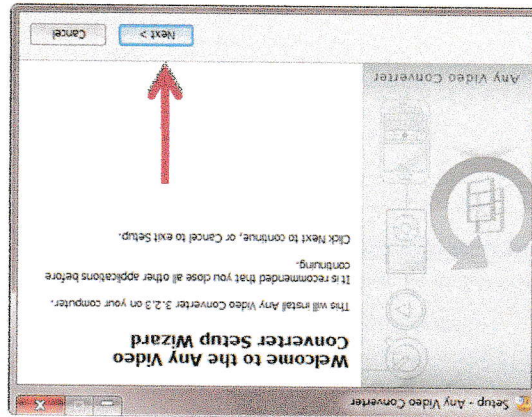 Setup - Any Video Converter
Welcome to the Any Video
Converter Setup Wizard
This will install Any Video Converter 3.2.3 on your computer.
It is recommended that you close all other applications before
continuing.
Click Next to continue, or Cancel to exit Setup.
Any Video Converter
Next >
Cancel